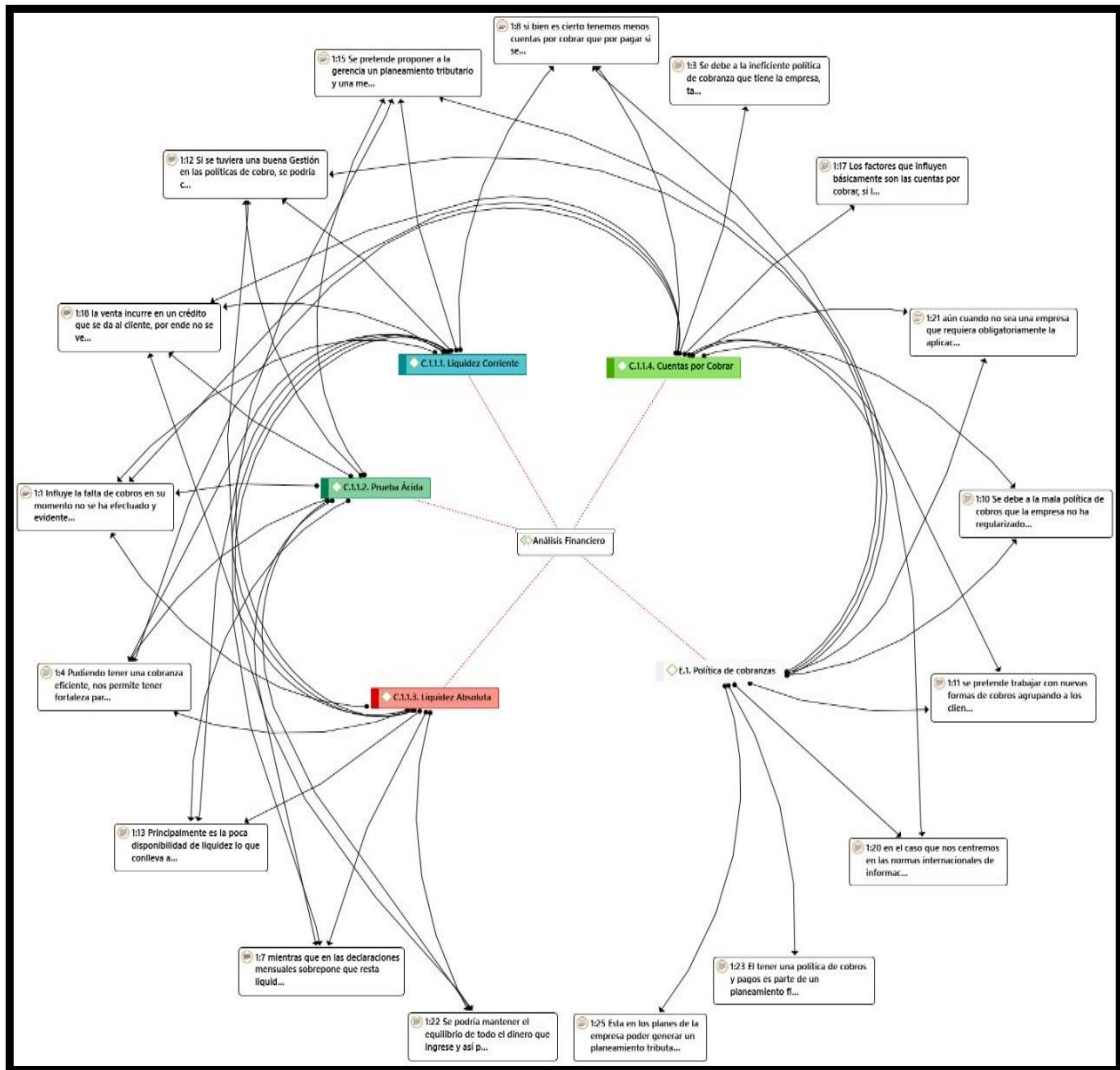 1:8 si bien es cierto tenemos menos
cuentas por cobrar que por pagar si
se...
1:15 Se pretende proponer a la
gerencia un planeamiento tributario
y una me...
1:3 Se debe a la ineficiente política
de cobranza que tiene la empresa,
ta...
1:12 Si se tuviera una buena Gestión
en las políticas de cobro, se podría
c...
1:17 Los factores que influyen
básicamente son las cuentas por
cobrar, si l...
1:18 la venta incurre en un crédito
que se da al cliente, por ende no se
ve...
1:21 aún cuando no sea una empresa
que requiera obligatoriamente la
aplicac...
C.1.1.1. Liquidez Corriente
C.1.1.4. Cuentas por Cobrar
C.1.1.2. Prueba Ácida
1:1 Influye la falta de cobros en su
momento no se ha efectuado y
evidente...
1:10 Se debe a la mala política de
cobros que la empresa no ha
regularizado...
Análisis Financiero
1:4 Pudiendo tener una cobranza
eficiente, nos permite tener
fortaleza par...
C.1.1.3. Liquidez Absoluta
E.1. Política de cobranzas
1:11 se pretende trabajar con nuevas
formas de cobros agrupando a los
clien...
1:13 Principalmente es la poca
disponibilidad de liquidez lo que
conlleva a...
1:20 en el caso que nos centremos
en las normas internacionales de
informac...
1:7 mientras que en las declaraciones
mensuales sobrepone que resta
liquid...
1:23 El tener una política de cobros
y pagos es parte de un
planeamiento fi...
1:22 Se podría mantener el
equilibrio de todo el dinero que
ingrese y así p...
1:25 Esta en los planes de la
empresa poder generar un
planeamiento tributa...